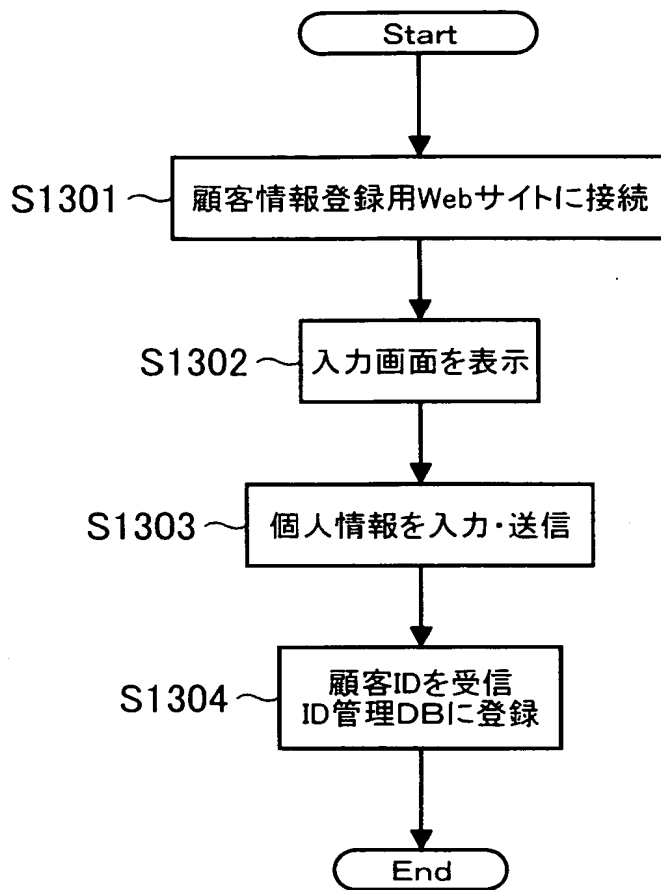 Start
S1301
顧客情報登録用Webサイトに接続
S1302
入力画面を表示
S1303
個人情報を入力・送信
S1304
顧客IDを受信
ID管理DBに登録
End